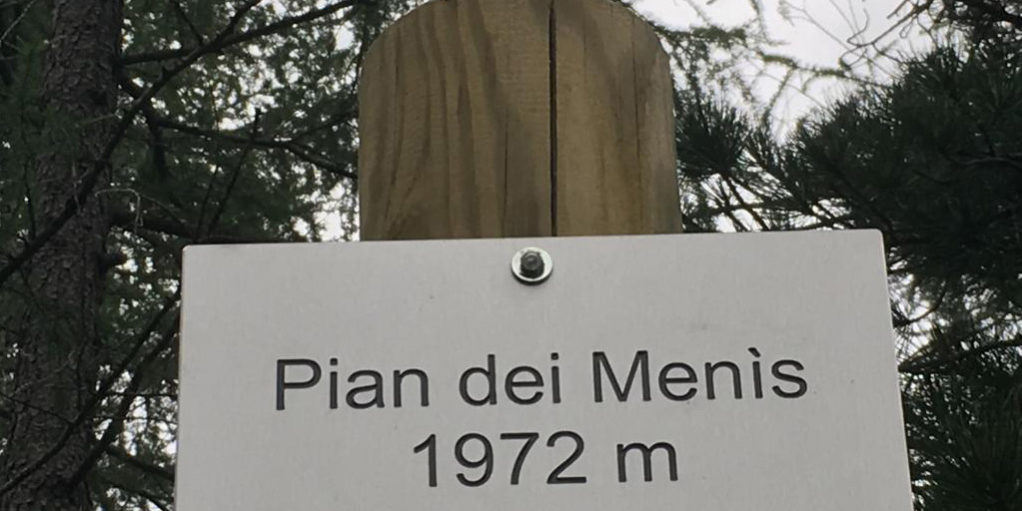 Pian dei Menìs
1972 m